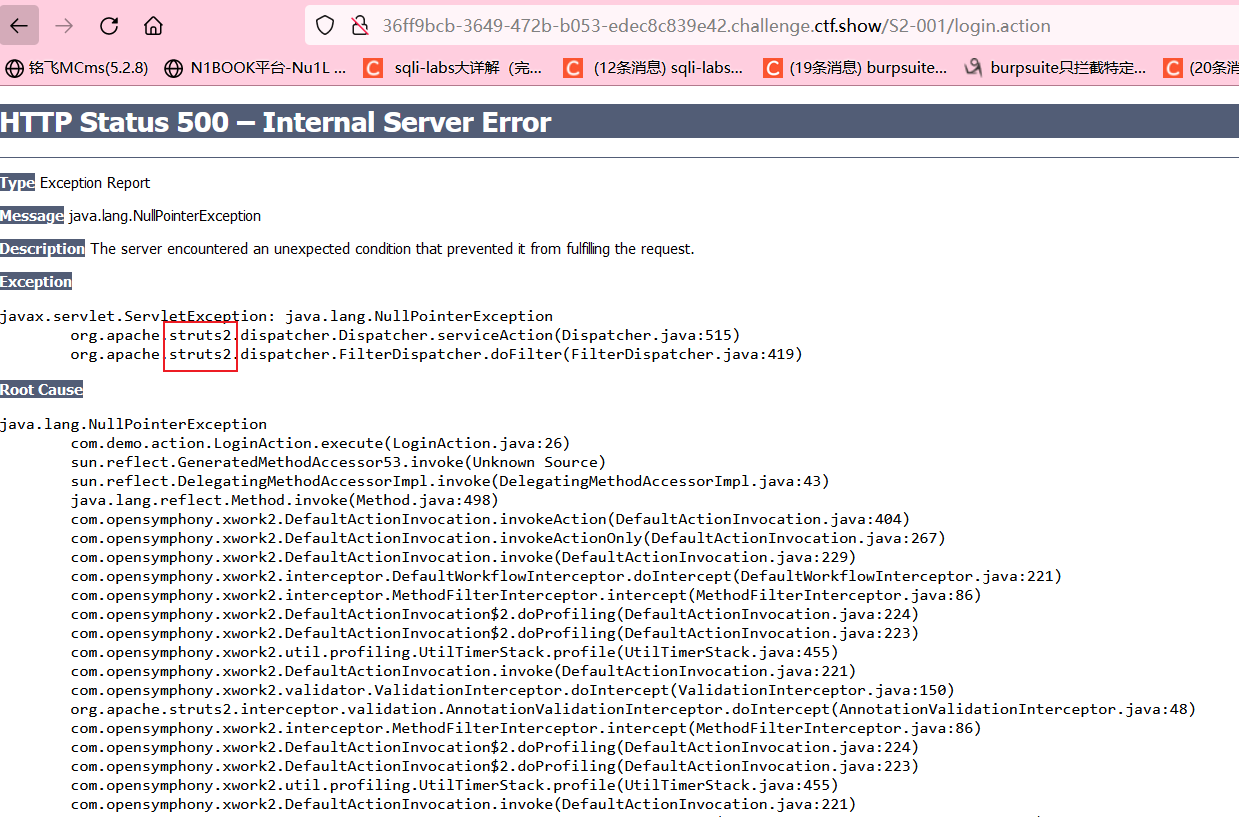 36ff9bcb-3649-472b-b053-edec8c839e42.challenge.ctf.show/S2-001/login.action
铭飞MCms(5.2.8) N1BOOK平台-Nu1L ... C sqli-labs大详解（完... C (12条消息) sqli-labs... C (19条消息) burpsuite... burpsuite只拦截特定... C (20条消
HTTP Status 500 – Internal Server Error
Type Exception Report
Message java.lang.NullPointerException
Description The server encountered an unexpected condition that prevented it from fulfilling the request.
Exception
javax.servlet.ServletException: java.lang.NullPointerException
org.apache.struts2.dispatcher.Dispatcher.serviceAction(Dispatcher.java:515)
org.apache.struts2.dispatcher.FilterDispatcher.doFilter(FilterDispatcher.java:419)
Root Cause
java.lang.NullPointerException
com.demo.action.LoginAction.execute(LoginAction.java:26)
sun.reflect.GeneratedMethodAccessor53.invoke(Unknown Source)
sun.reflect.DelegatingMethodAccessorImpl.invoke(DelegatingMethodAccessorImpl.java:43)
java.lang.reflect.Method.invoke(Method.java:498)
com.opensymphony.xwork2.DefaultActionInvocation.invokeAction(DefaultActionInvocation.java:404)
com.opensymphony.xwork2.DefaultActionInvocation.invokeActionOnly(DefaultActionInvocation.java:267)
com.opensymphony.xwork2.DefaultActionInvocation.invoke(DefaultActionInvocation.java:229)
com.opensymphony.xwork2.interceptor.DefaultWorkflowInterceptor.doIntercept(DefaultWorkflowInterceptor.java:221)
com.opensymphony.xwork2.interceptor.MethodFilterInterceptor.intercept(MethodFilterInterceptor.java:86)
com.opensymphony.xwork2.DefaultActionInvocation$2.doProfiling(DefaultActionInvocation.java:224)
com.opensymphony.xwork2.DefaultActionInvocation$2.doProfiling(DefaultActionInvocation.java:223)
com.opensymphony.xwork2.util.profiling.UtilTimerStack.profile(UtilTimerStack.java:455)
com.opensymphony.xwork2.DefaultActionInvocation.invoke(DefaultActionInvocation.java:221)
com.opensymphony.xwork2.validator.ValidationInterceptor.doIntercept(ValidationInterceptor.java:150)
org.apache.struts2.interceptor.validation.AnnotationValidationInterceptor.doIntercept(AnnotationValidationInterceptor.java:48)
com.opensymphony.xwork2.interceptor.MethodFilterInterceptor.intercept(MethodFilterInterceptor.java:86)
com.opensymphony.xwork2.DefaultActionInvocation$2.doProfiling(DefaultActionInvocation.java:224)
com.opensymphony.xwork2.DefaultActionInvocation$2.doProfiling(DefaultActionInvocation.java:223)
com.opensymphony.xwork2.util.profiling.UtilTimerStack.profile(UtilTimerStack.java:455)
com.opensymphony.xwork2.DefaultActionInvocation.invoke(DefaultActionInvocation.java:221)